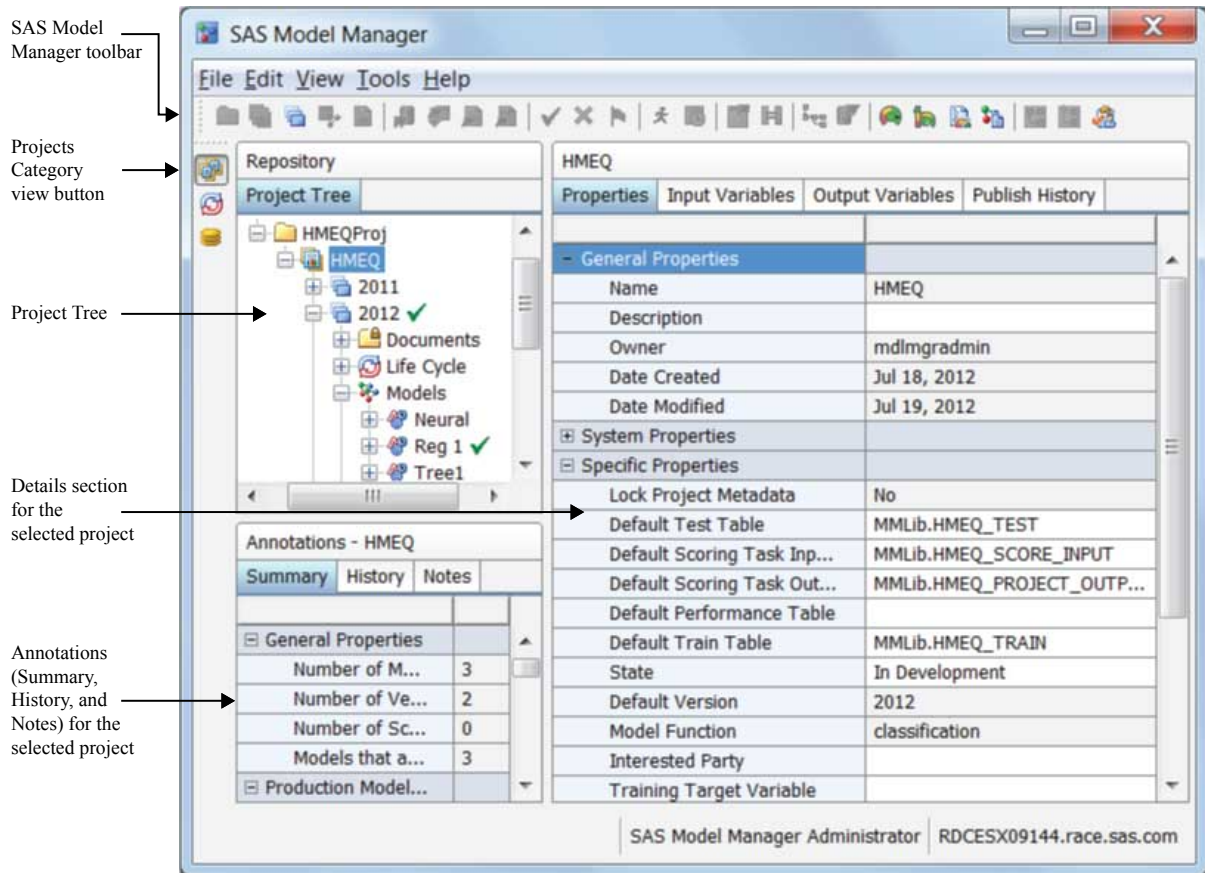 SAS Model
Manager toolbar
Projects
Category
view button
Project Tree
Details section
for the
selected project
Annotations
(Summary,
History, and
Notes) for the
selected project
SAS Model Manager
File Edit View Tools Help
Repository
Project Tree
HMEQProj
HMEQ
2011
2012
Documents
Life Cycle
Models
Neural
Reg 1
Tree1
Annotations - HMEQ
Summary History Notes
General Properties
Number of M... 3
Number of Ve... 2
Number of Sc... 0
Models that a... 3
Production Model...
HMEQ
Properties Input Variables Output Variables Publish History
General Properties
Name HMEQ
Description
Owner mdlmgradmin
Date Created Jul 18, 2012
Date Modified Jul 19, 2012
System Properties
Specific Properties
Lock Project Metadata No
Default Test Table MMLib.HMEQ_TEST
Default Scoring Task Inp... MMLib.HMEQ_SCORE_INPUT
Default Scoring Task Out... MMLib.HMEQ_PROJECT_OUTP...
Default Performance Table
Default Train Table MMLib.HMEQ_TRAIN
State In Development
Default Version 2012
Model Function classification
Interested Party
Training Target Variable
SAS Model Manager Administrator RDCESX09144.race.sas.com